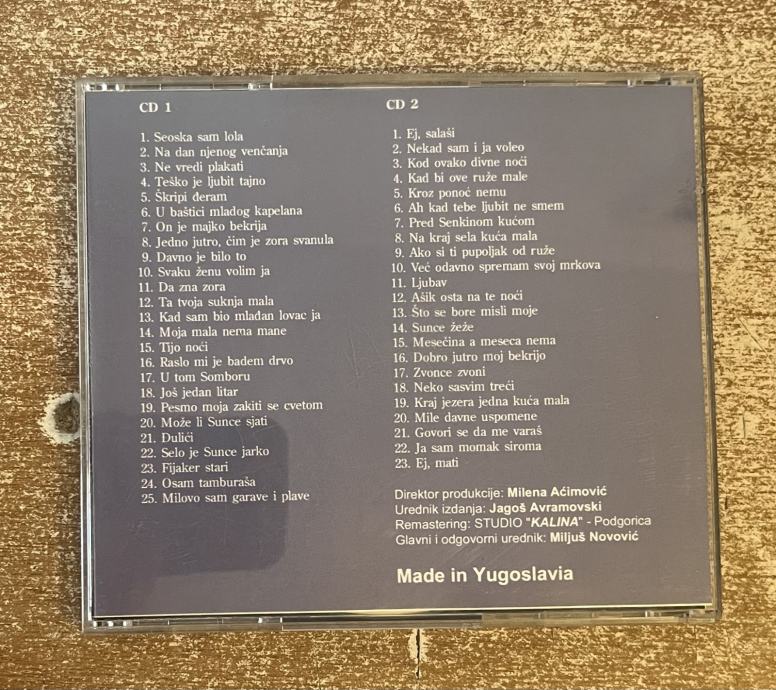 CD 1
1. Seoska sam lola
2. Na dan njenog venčanja
3. Ne vredi plakati
4. Teško je ljubit tajno
5. Škripi đeram
6. U baštici mladog kapelana
7. On je majko bekrija
8. Jedno jutro, čim je zora svanula
9. Davno je bilo to
10. Svaku ženu volim ja
11. Da zna zora
12. Ta tvoja suknja mala
13. Kad sam bio mlađan lovac ja
14. Moja mala nema mane
15. Tijo noći
16. Raslo mi je badem drvo
17. U tom Somboru
18. Još jedan litar
19. Pesmo moja zakiti se cvetom
20. Može li Sunce sjati
21. Đulići
22. Selo je Sunce jarko
23. Fijaker stari
24. Osam tamburaša
25. Milovo sam garave i plave
CD 2
1. Ej, salaši
2. Nekad sam i ja voleo
3. Kod ovako divne noći
4. Kad bi ove ruže male
5. Kroz ponoć nemu
6. Ah kad tebe ljubit ne smem
7. Pred Senkinom kućom
8. Na kraj sela kuća mala
9. Ako si ti pupoljak od ruže
10. Već odavno spremam svoj mrkova
11. Ljubav
12. Ašik osta na te noći
13. Što se bore misli moje
14. Sunce žeže
15. Mesečina a meseca nema
16. Dobro jutro moj bekrijo
17. Zvonce zvoni
18. Neko sasvim treći
19. Kraj jezera jedna kuća mala
20. Mile davne uspomene
21. Govori se da me varaš
22. Ja sam momak siroma
23. Ej, mati
Direktor produkcije: Milena Aćimović
Urednik izdanja: Jagoš Avramovski
Remastering: STUDIO "KALINA" - Podgorica
Glavni i odgovorni urednik: Miljuš Novović
Made in Yugoslavia